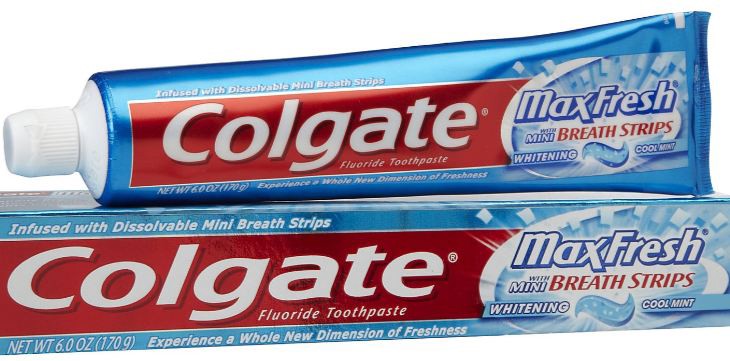 Infused with Dissolvable Mini Breath Strips
Colgate®
Fluoride Toothpaste
MaxFresh®
WITH MINI BREATH STRIPS
WHITENING
COOL MINT
NET WT 6.0 OZ (170 g)
Experience a Whole New Dimension of Freshness
Infused with Dissolvable Mini Breath Strips
Colgate®
Fluoride Toothpaste
MaxFresh®
WITH MINI BREATH STRIPS
WHITENING
COOL MINT
NET WT 6.0 OZ (170 g)
Experience a Whole New Dimension of Freshness